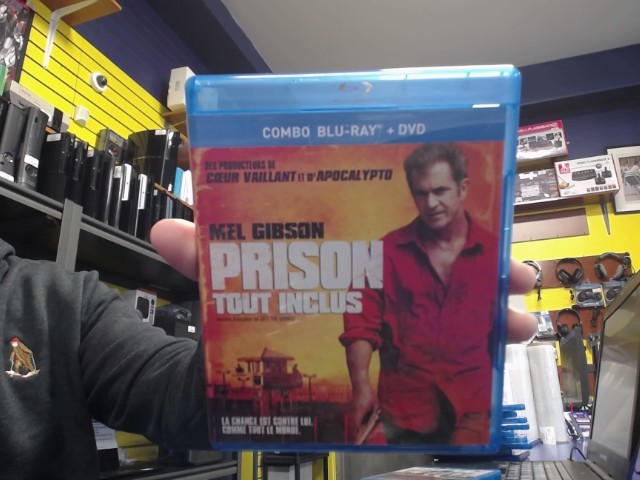 COMBO BLU-RAY + DVD
DES PRODUCTEURS DE
CŒUR VAILLANT ET D'APOCALYPTO
MEL GIBSON
PRISON
TOUT INCLUS
LA CHANCE EST CONTRE LUI.
COMME TOUT LE MONDE.